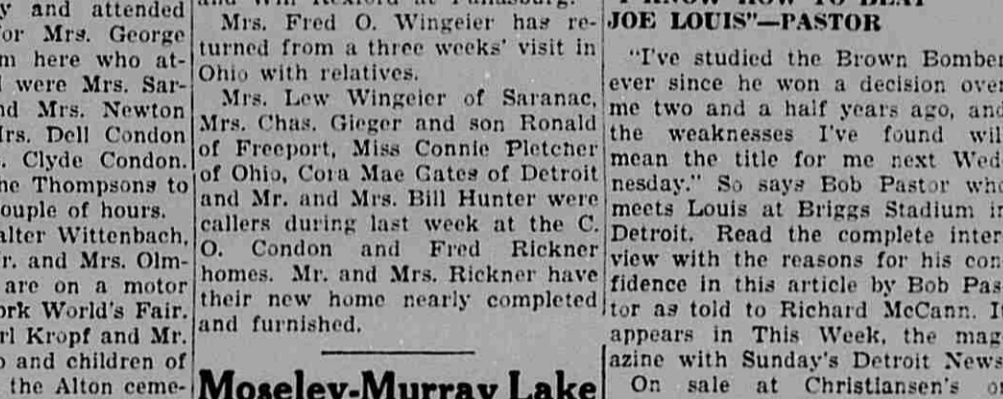 y and attended
or Mrs. George
m here who at-
were Mrs. Sar-
nd Mrs. Newton
Irs. Dell Condon
. Clyde Condon.
he Thompsons to
ouple of hours.
alter Wittenbach,
r. and Mrs. Olm-
are on a motor
ork World's Fair.
rl Kropf and Mr.
o and children of
the Alton ceme-
Mrs. Fred O. Wingeier has re-
turned from a three weeks' visit in
Ohio with relatives.
Mrs. Lew Wingeier of Saranac,
Mrs. Chas. Gieger and son Ronald
of Freeport, Miss Connie Pletcher
of Ohio, Cora Mae Gates of Detroit
and Mr. and Mrs. Bill Hunter were
callers during last week at the C.
O. Condon and Fred Rickner
homes. Mr. and Mrs. Rickner have
their new home nearly completed
and furnished.
Moseley-Murray Lake
JOE LOUIS"—PASTOR
"I've studied the Brown Bomber
ever since he won a decision over
me two and a half years ago, and
the weaknesses I've found will
mean the title for me next Wed-
nesday." So says Bob Pastor who
meets Louis at Briggs Stadium in
Detroit. Read the complete inter-
view with the reasons for his con-
fidence in this article by Bob Pas-
tor as told to Richard McCann. It
appears in This Week, the mag-
azine with Sunday's Detroit News.
On sale at Christiansen's or